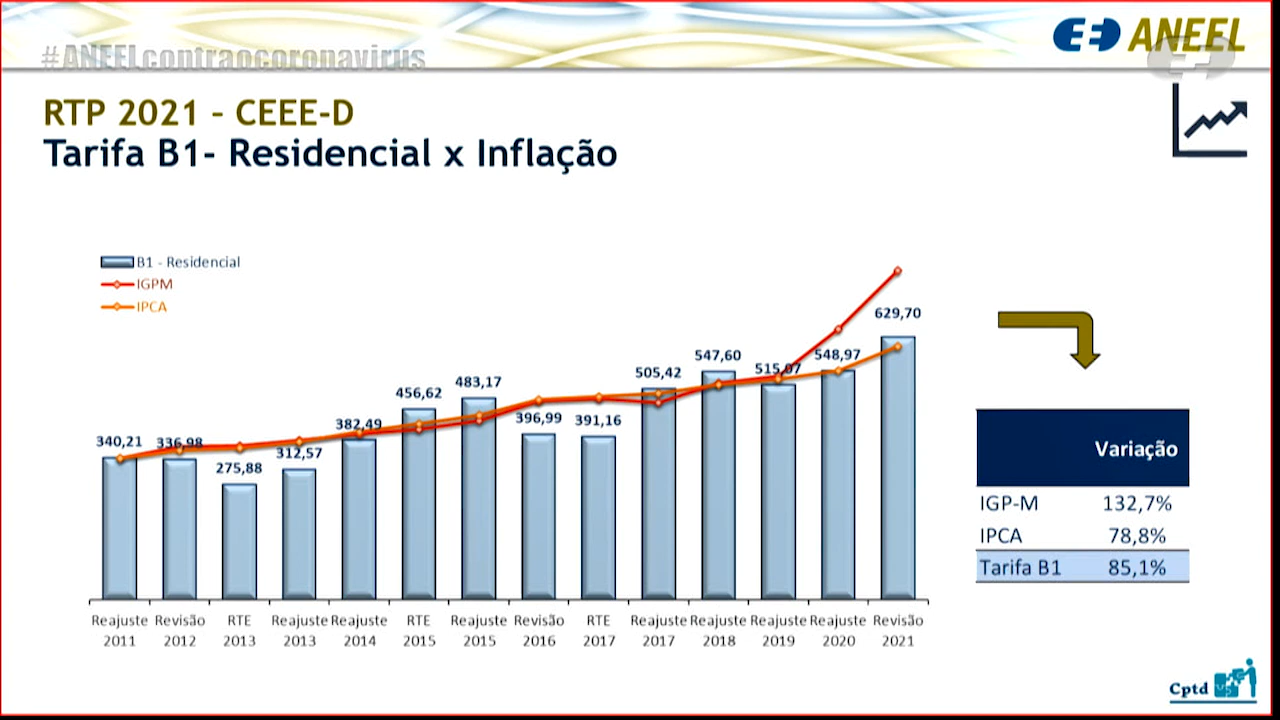 #ANEELcontraocoronavirus
ANEEL
RTP 2021 – CEEE-D
Tarifa B1- Residencial x Inflação
B1 - Residencial
IGPM
IPCA
340,21
336,98
275,88
312,57
382,49
456,62
483,17
396,99
391,16
505,42
547,60
515,07
548,97
629,70
Reajuste 2011
Revisão 2012
RTE 2013
Reajuste 2013
Reajuste 2014
RTE 2015
Reajuste 2015
Revisão 2016
RTE 2017
Reajuste 2017
Reajuste 2018
Reajuste 2019
Reajuste 2020
Revisão 2021
Variação
IGP-M 132,7%
IPCA 78,8%
Tarifa B1 85,1%
Cptd